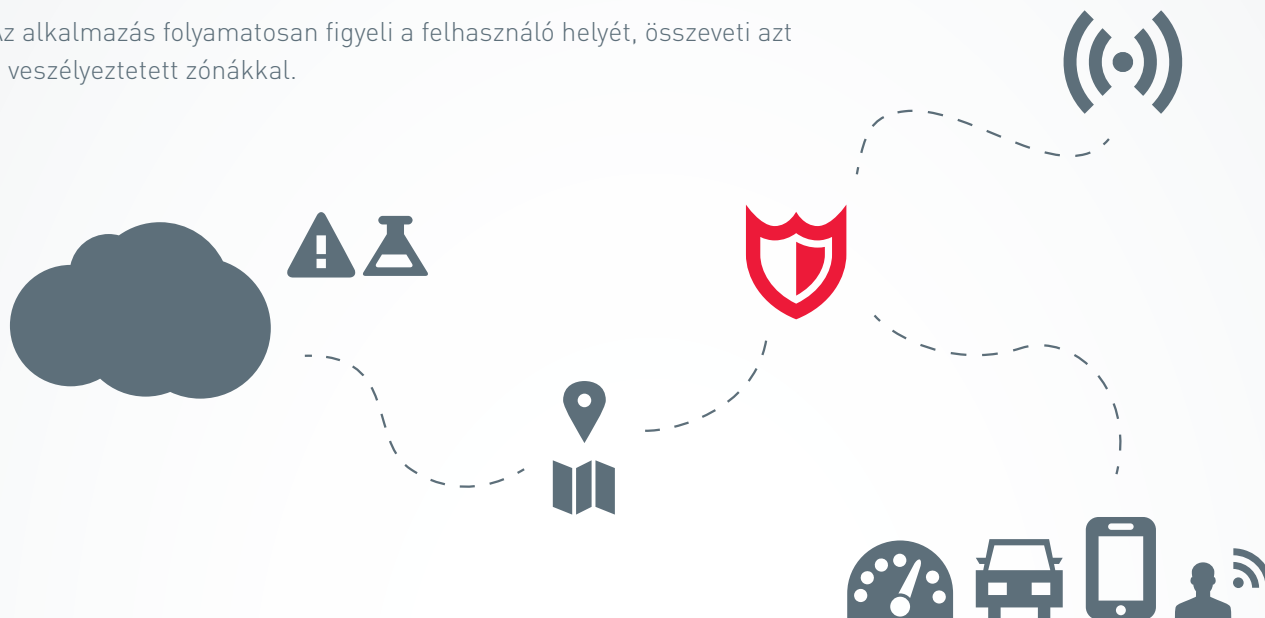 Az alkalmazás folyamatosan figyeli a felhasználó helyét, összeveti azt
veszélyeztetett zónákkal.